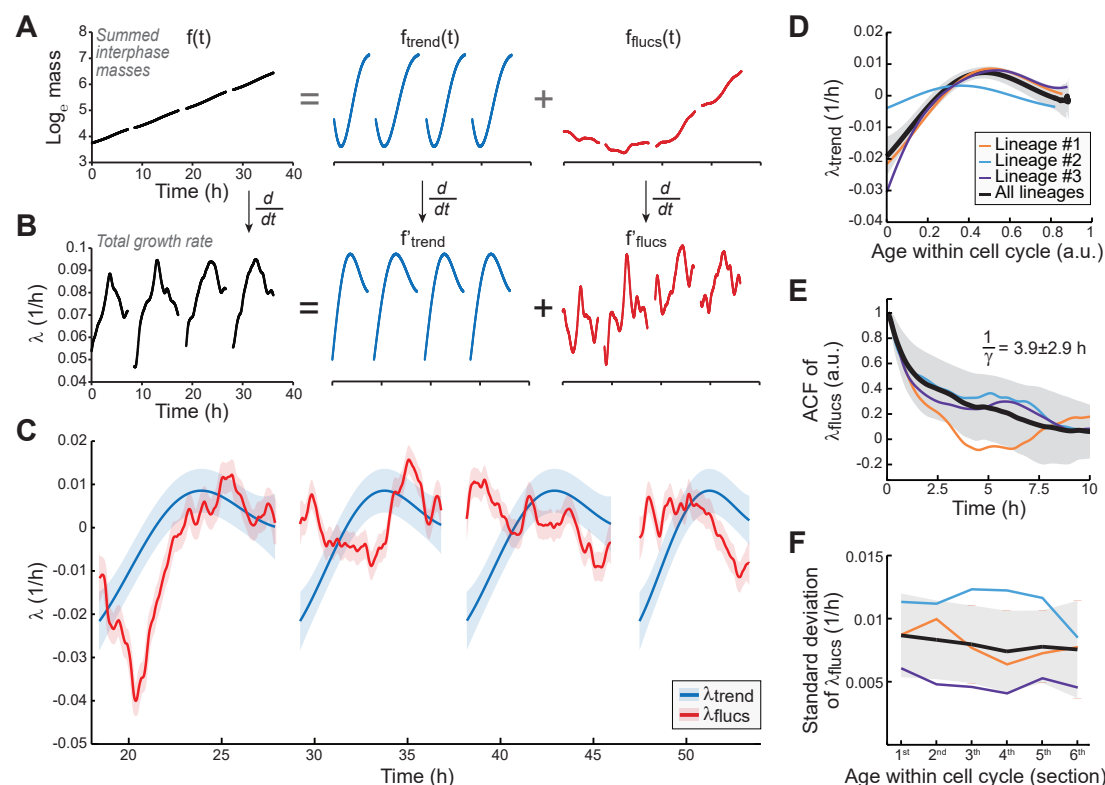 A
Summed
interphase
masses
f(t)
f_trend(t)
f_flucs(t)
Log_e mass
8
7
6
5
4
3
0 10 20 30 40
Time (h)
=
+
d/dt
d/dt
d/dt
B
Total growth rate
f'_trend
f'_flucs
λ (1/h)
0.1
0.09
0.08
0.07
0.06
0.05
0.04
0 10 20 30 40
Time (h)
=
+
C
λ (1/h)
0.02
0.01
0
-0.01
-0.02
-0.03
-0.04
-0.05
20 25 30 35 40 45 50
Time (h)
λtrend
λflucs
D
λtrend (1/h)
0.02
0.01
0
-0.01
-0.02
-0.03
-0.04
0 0.2 0.4 0.6 0.8 1
Age within cell cycle (a.u.)
Lineage #1
Lineage #2
Lineage #3
All lineages
E
ACF of
λflucs (a.u.)
1
0.8
0.6
0.4
0.2
0
-0.2
1/γ = 3.9±2.9 h
0 2.5 5 7.5 10
Time (h)
F
Standard deviation
of λflucs (1/h)
0.015
0.010
0.005
0
1st 2nd 3th 4th 5th 6th
Age within cell cycle (section)